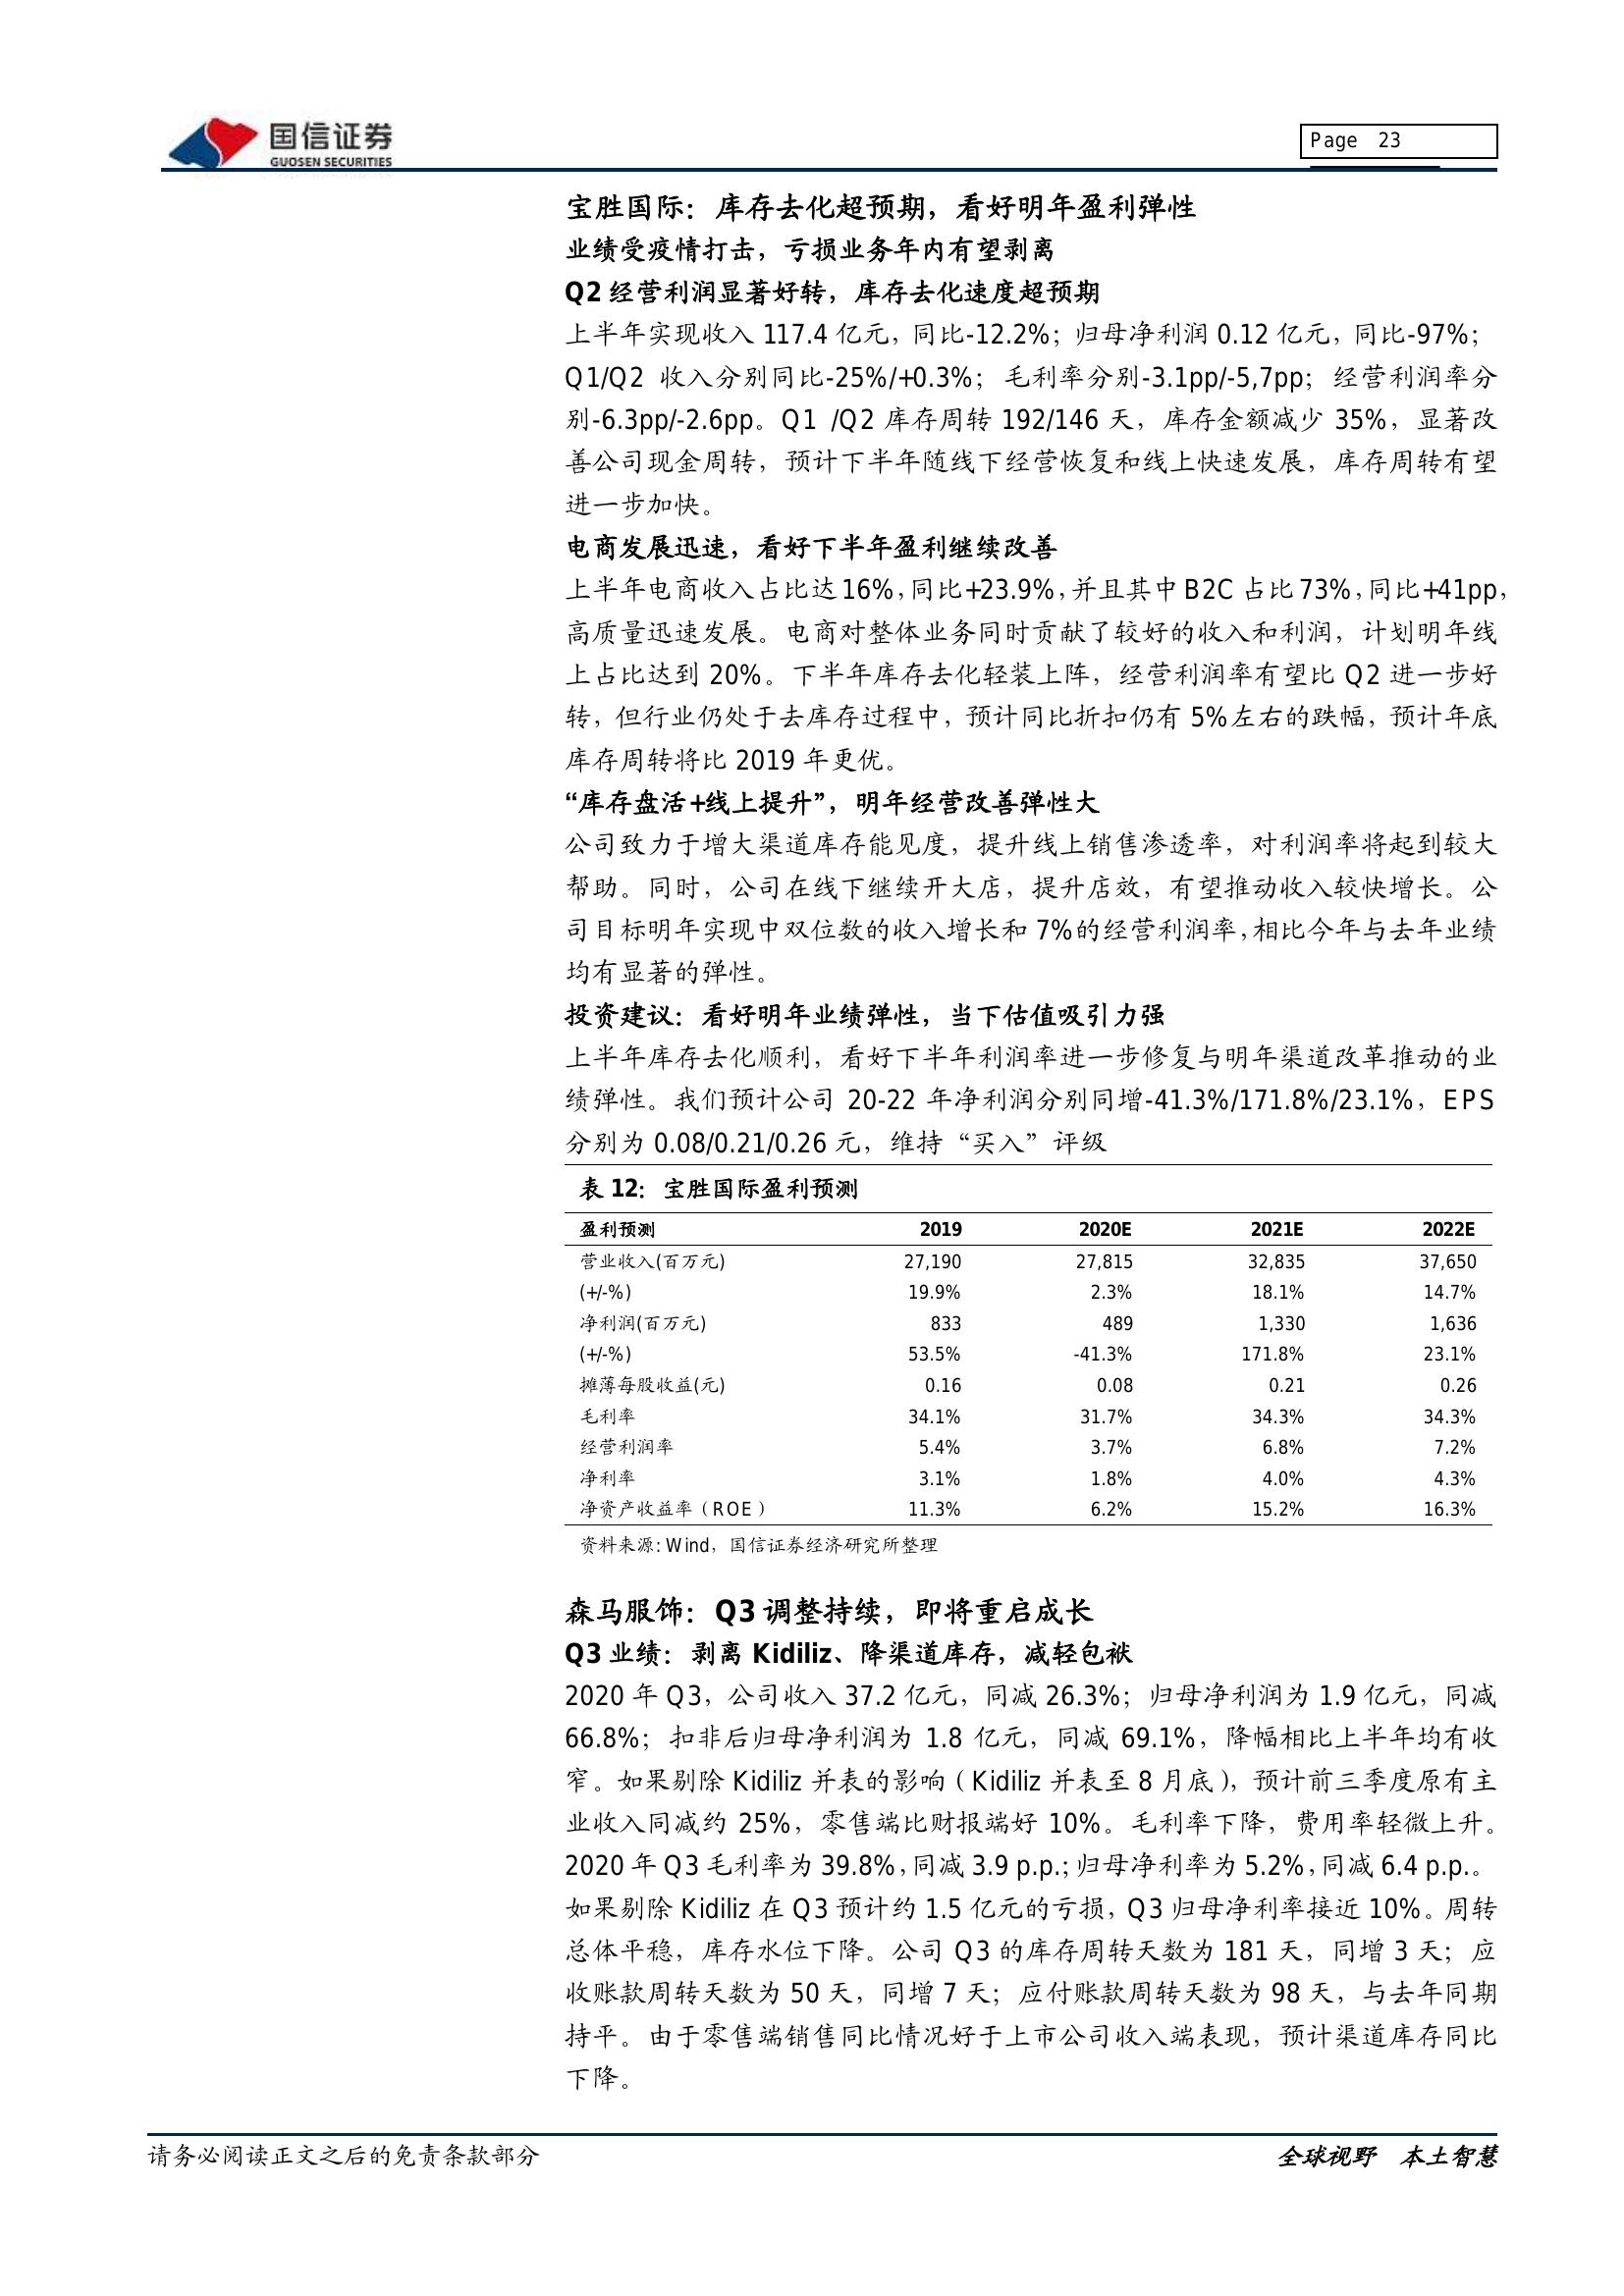 国信证券
GUOSEN SECURITIES
Page 23
宝胜国际：库存去化超预期，看好明年盈利弹性
业绩受疫情打击，亏损业务年内有望剥离
Q2 经营利润显著好转，库存去化速度超预期
上半年实现收入 117.4 亿元，同比-12.2%；归母净利润 0.12 亿元，同比-97%；
Q1/Q2 收入分别同比-25%/+0.3%；毛利率分别-3.1pp/-5,7pp；经营利润率分
别-6.3pp/-2.6pp。Q1 /Q2 库存周转 192/146 天，库存金额减少 35%，显著改
善公司现金周转，预计下半年随线下经营恢复和线上快速发展，库存周转有望
进一步加快。
电商发展迅速，看好下半年盈利继续改善
上半年电商收入占比达 16%，同比+23.9%，并且其中 B2C 占比 73%，同比+41pp，
高质量迅速发展。电商对整体业务同时贡献了较好的收入和利润，计划明年线
上占比达到 20%。下半年库存去化轻装上阵，经营利润率有望比 Q2 进一步好
转，但行业仍处于去库存过程中，预计同比折扣仍有 5%左右的跌幅，预计年底
库存周转将比 2019 年更优。
“库存盘活+线上提升”，明年经营改善弹性大
公司致力于增大渠道库存能见度，提升线上销售渗透率，对利润率将起到较大
帮助。同时，公司在线下继续开大店，提升店效，有望推动收入较快增长。公
司目标明年实现中双位数的收入增长和 7%的经营利润率，相比今年与去年业绩
均有显著的弹性。
投资建议：看好明年业绩弹性，当下估值吸引力强
上半年库存去化顺利，看好下半年利润率进一步修复与明年渠道改革推动的业
绩弹性。我们预计公司 20-22 年净利润分别同增-41.3%/171.8%/23.1%，EPS
分别为 0.08/0.21/0.26 元，维持“买入”评级
表 12：宝胜国际盈利预测
盈利预测 2019 2020E 2021E 2022E
营业收入(百万元) 27,190 27,815 32,835 37,650
(+/-%) 19.9% 2.3% 18.1% 14.7%
净利润(百万元) 833 489 1,330 1,636
(+/-%) 53.5% -41.3% 171.8% 23.1%
摊薄每股收益(元) 0.16 0.08 0.21 0.26
毛利率 34.1% 31.7% 34.3% 34.3%
经营利润率 5.4% 3.7% 6.8% 7.2%
净利率 3.1% 1.8% 4.0% 4.3%
净资产收益率（ROE） 11.3% 6.2% 15.2% 16.3%
资料来源: Wind，国信证券经济研究所整理
森马服饰：Q3 调整持续，即将重启成长
Q3 业绩：剥离 Kidiliz、降渠道库存，减轻包袱
2020 年 Q3，公司收入 37.2 亿元，同减 26.3%；归母净利润为 1.9 亿元，同减
66.8%；扣非后归母净利润为 1.8 亿元，同减 69.1%，降幅相比上半年均有收
窄。如果剔除 Kidiliz 并表的影响（Kidiliz 并表至 8 月底），预计前三季度原有主
业收入同减约 25%，零售端比财报端好 10%。毛利率下降，费用率轻微上升。
2020 年 Q3 毛利率为 39.8%，同减 3.9 p.p.；归母净利率为 5.2%，同减 6.4 p.p.。
如果剔除 Kidiliz 在 Q3 预计约 1.5 亿元的亏损，Q3 归母净利率接近 10%。周转
总体平稳，库存水位下降。公司 Q3 的库存周转天数为 181 天，同增 3 天；应
收账款周转天数为 50 天，同增 7 天；应付账款周转天数为 98 天，与去年同期
持平。由于零售端销售同比情况好于上市公司收入端表现，预计渠道库存同比
下降。
请务必阅读正文之后的免责条款部分
全球视野 本土智慧